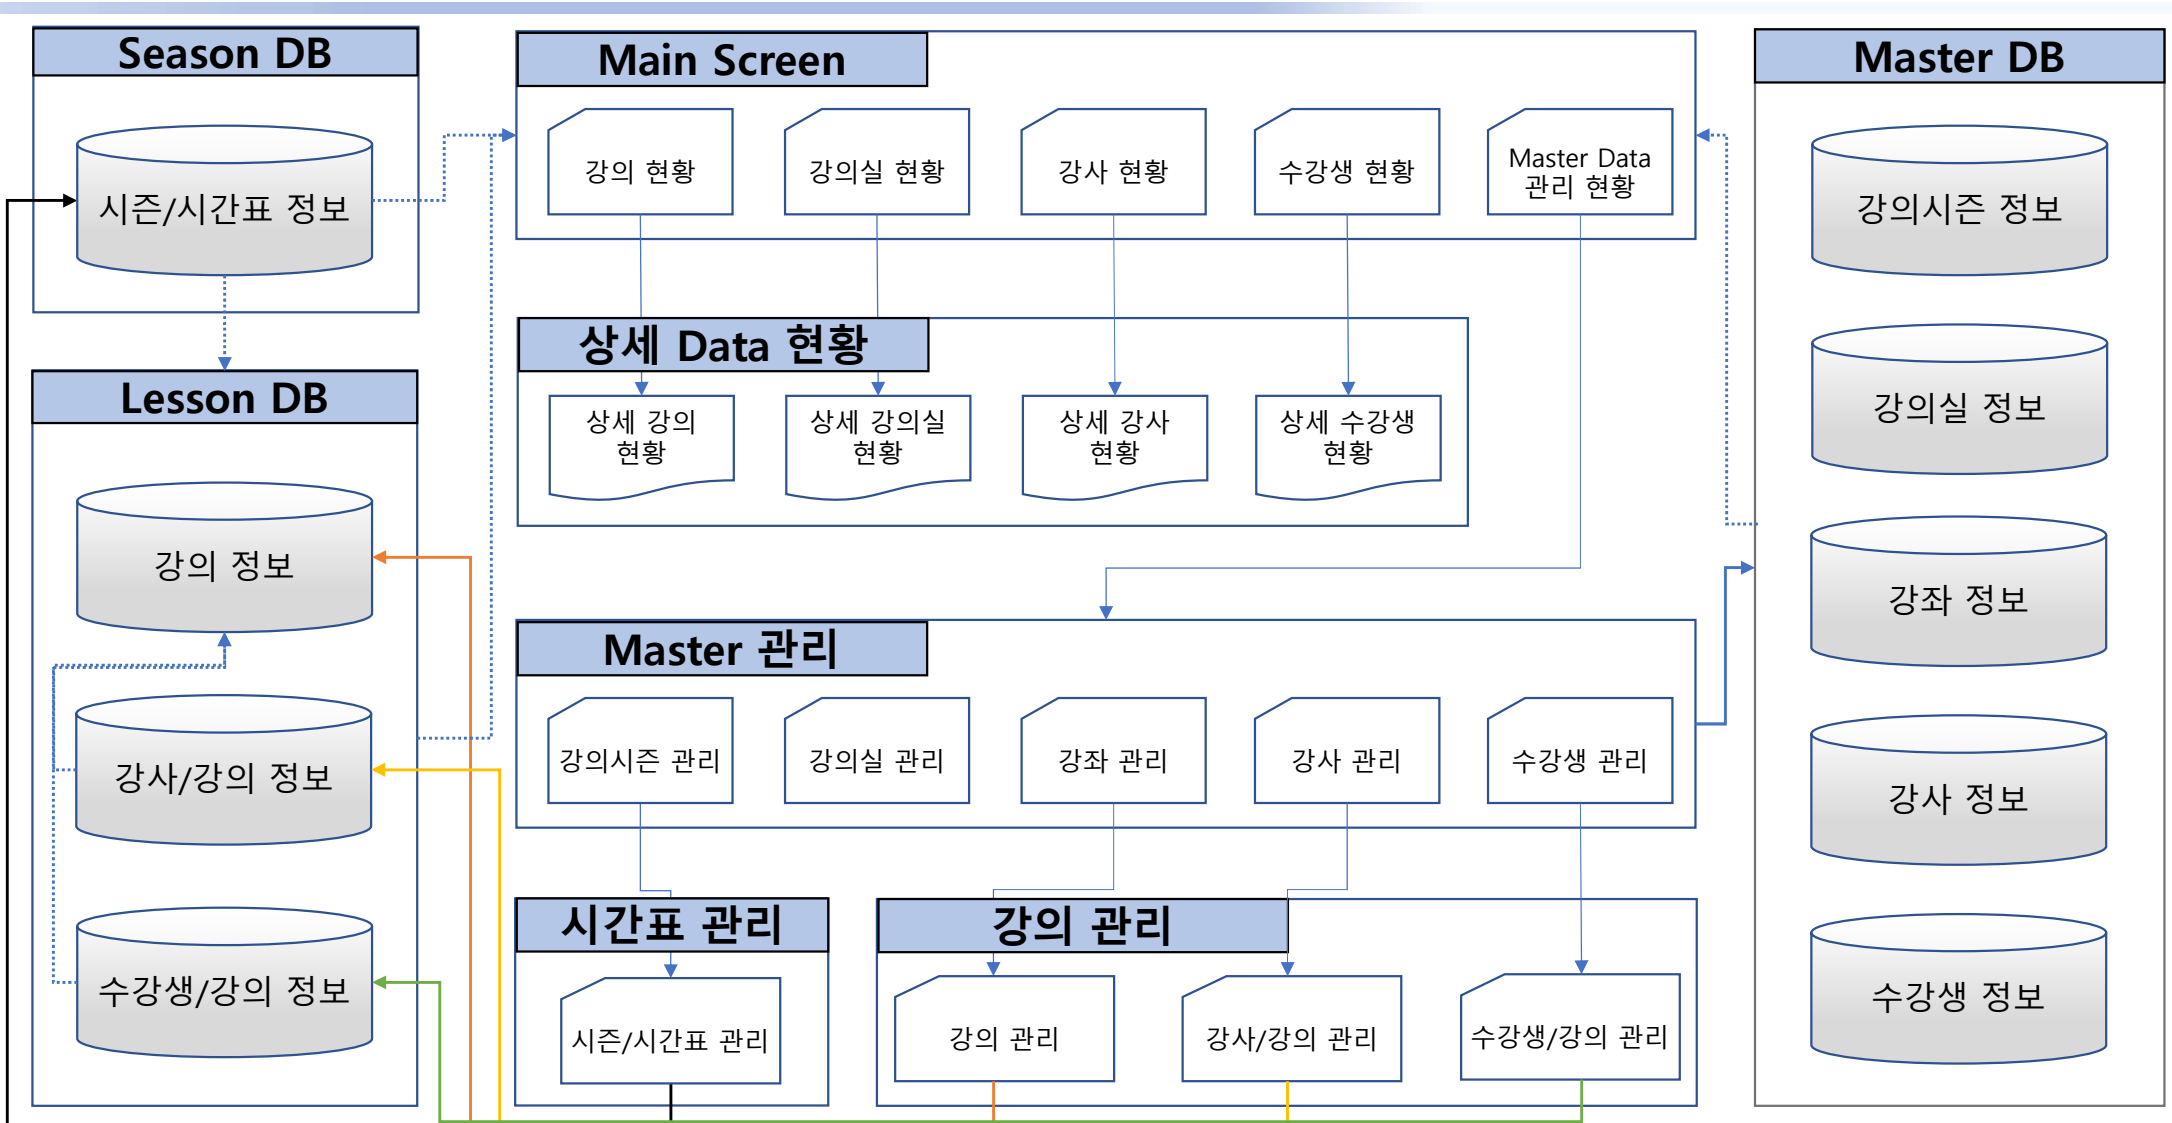 Season DB
시즌/시간표 정보
Lesson DB
강의 정보
강사/강의 정보
수강생/강의 정보
Main Screen
강의 현황
강의실 현황
강사 현황
수강생 현황
Master Data
관리 현황
상세 Data 현황
상세 강의
현황
상세 강의실
현황
상세 강사
현황
상세 수강생
현황
Master 관리
강의시즌 관리
강의실 관리
강좌 관리
강사 관리
수강생 관리
시간표 관리
시즌/시간표 관리
강의 관리
강의 관리
강사/강의 관리
수강생/강의 관리
Master DB
강의시즌 정보
강의실 정보
강좌 정보
강사 정보
수강생 정보